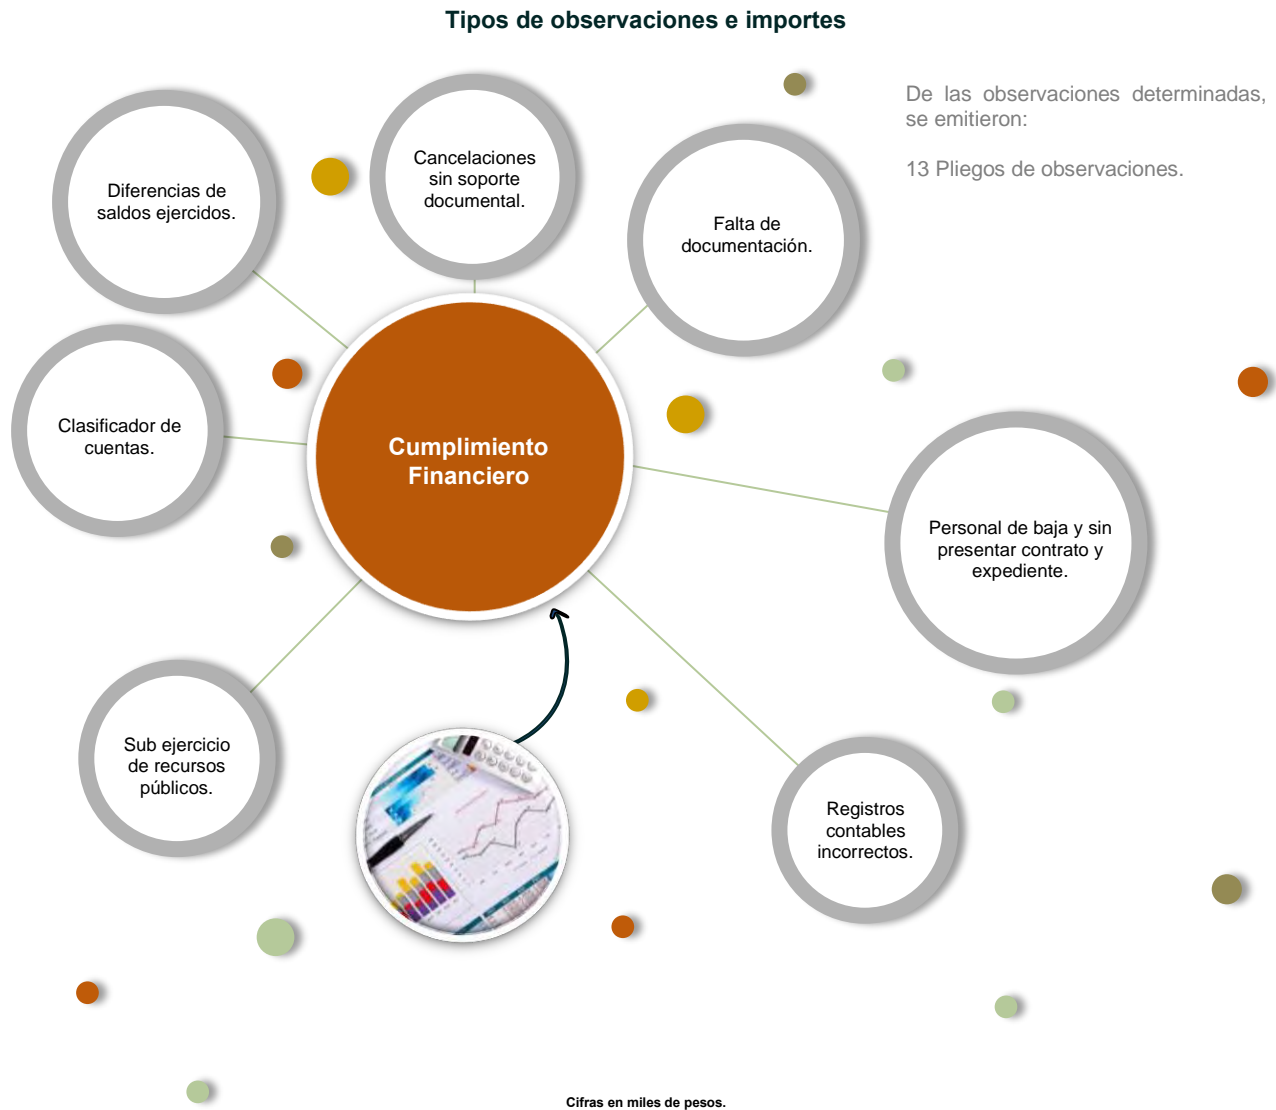 Tipos de observaciones e importes
De las observaciones determinadas,
se emitieron:
13 Pliegos de observaciones.
Cancelaciones
sin soporte
documental.
Diferencias de
saldos ejercidos.
Falta de
documentación.
Clasificador de
cuentas.
Cumplimiento
Financiero
Personal de baja y sin
presentar contrato y
expediente.
Sub ejercicio
de recursos
públicos.
Registros
contables
incorrectos.
Cifras en miles de pesos.